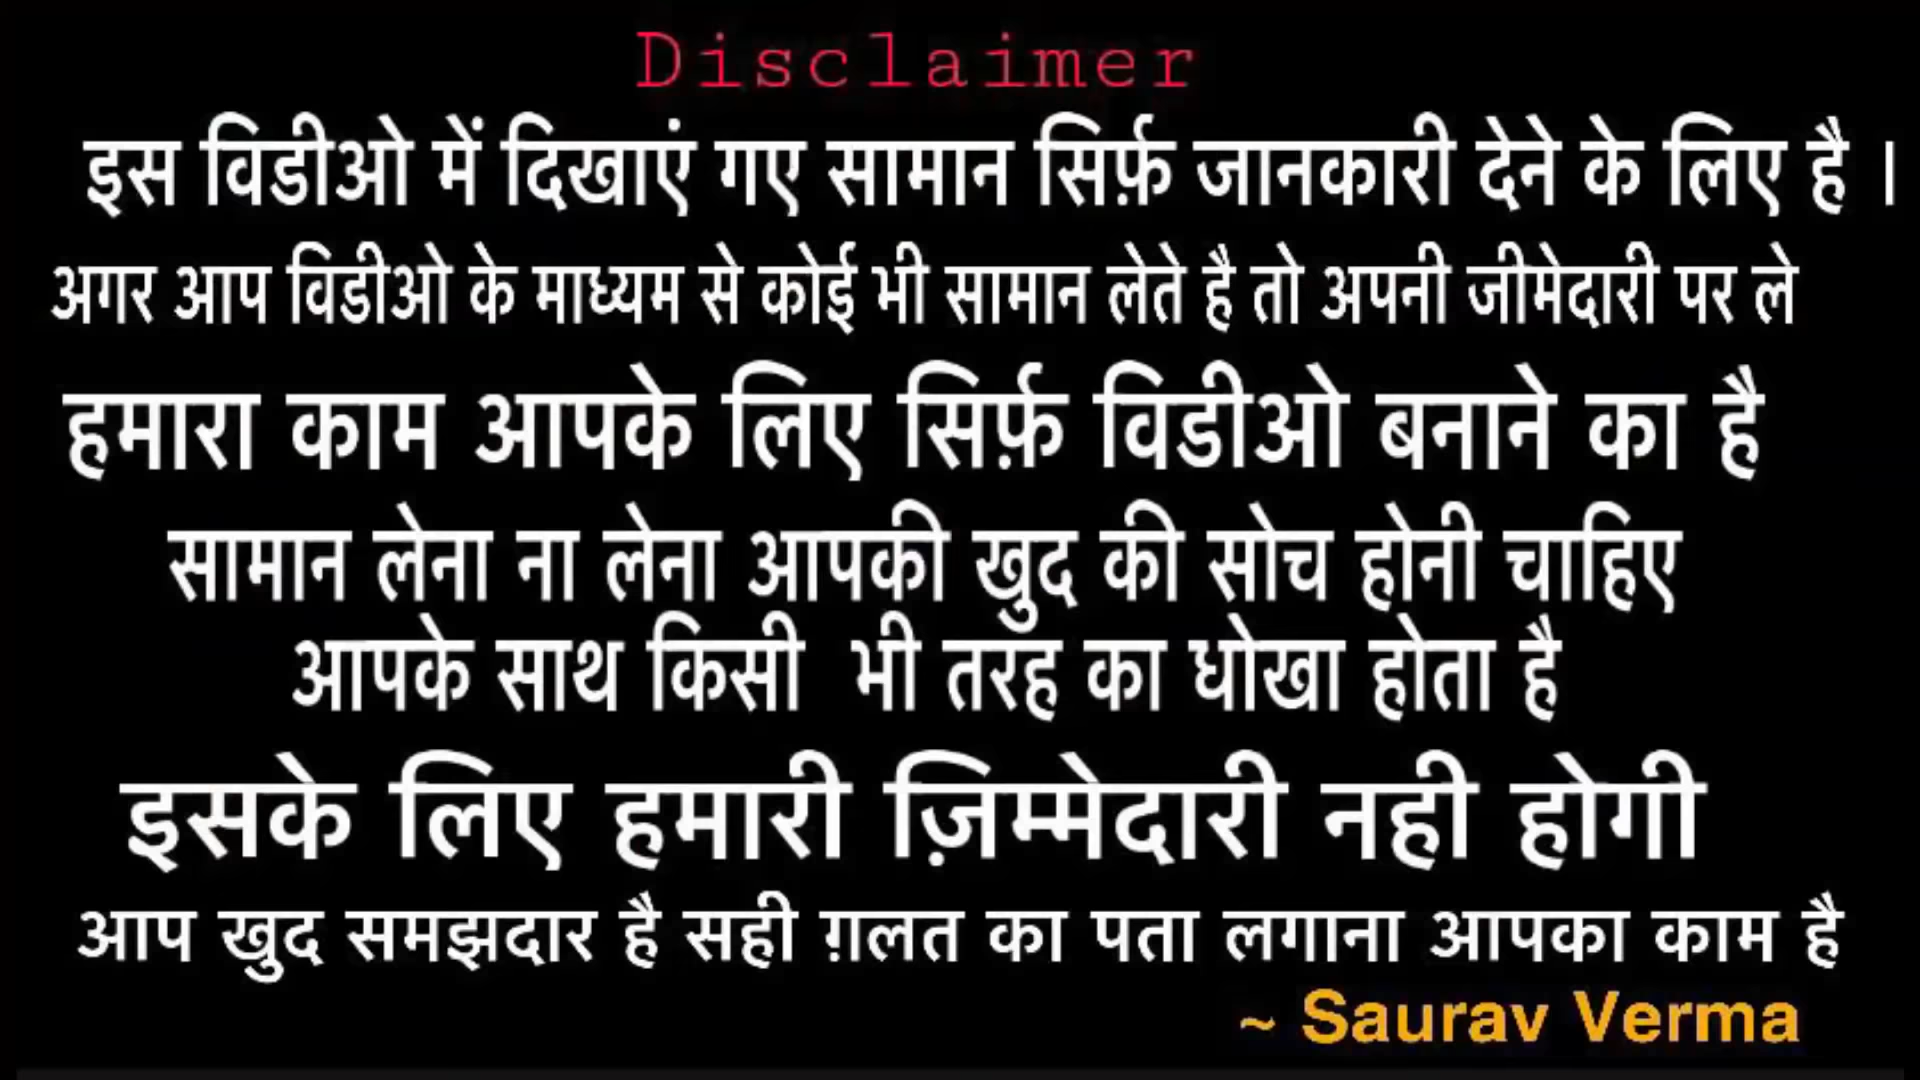 Disclaimer
इस विडीओ में दिखाएं गए सामान सिर्फ़ जानकारी देने के लिए है ।
अगर आप विडीओ के माध्यम से कोई भी सामान लेते है तो अपनी जीमेदारी पर ले
हमारा काम आपके लिए सिर्फ़ विडीओ बनाने का है
सामान लेना ना लेना आपकी खुद की सोच होनी चाहिए
आपके साथ किसी भी तरह का धोखा होता है
इसके लिए हमारी ज़िम्मेदारी नही होगी
आप खुद समझदार है सही ग़लत का पता लगाना आपका काम है
~ Saurav Verma